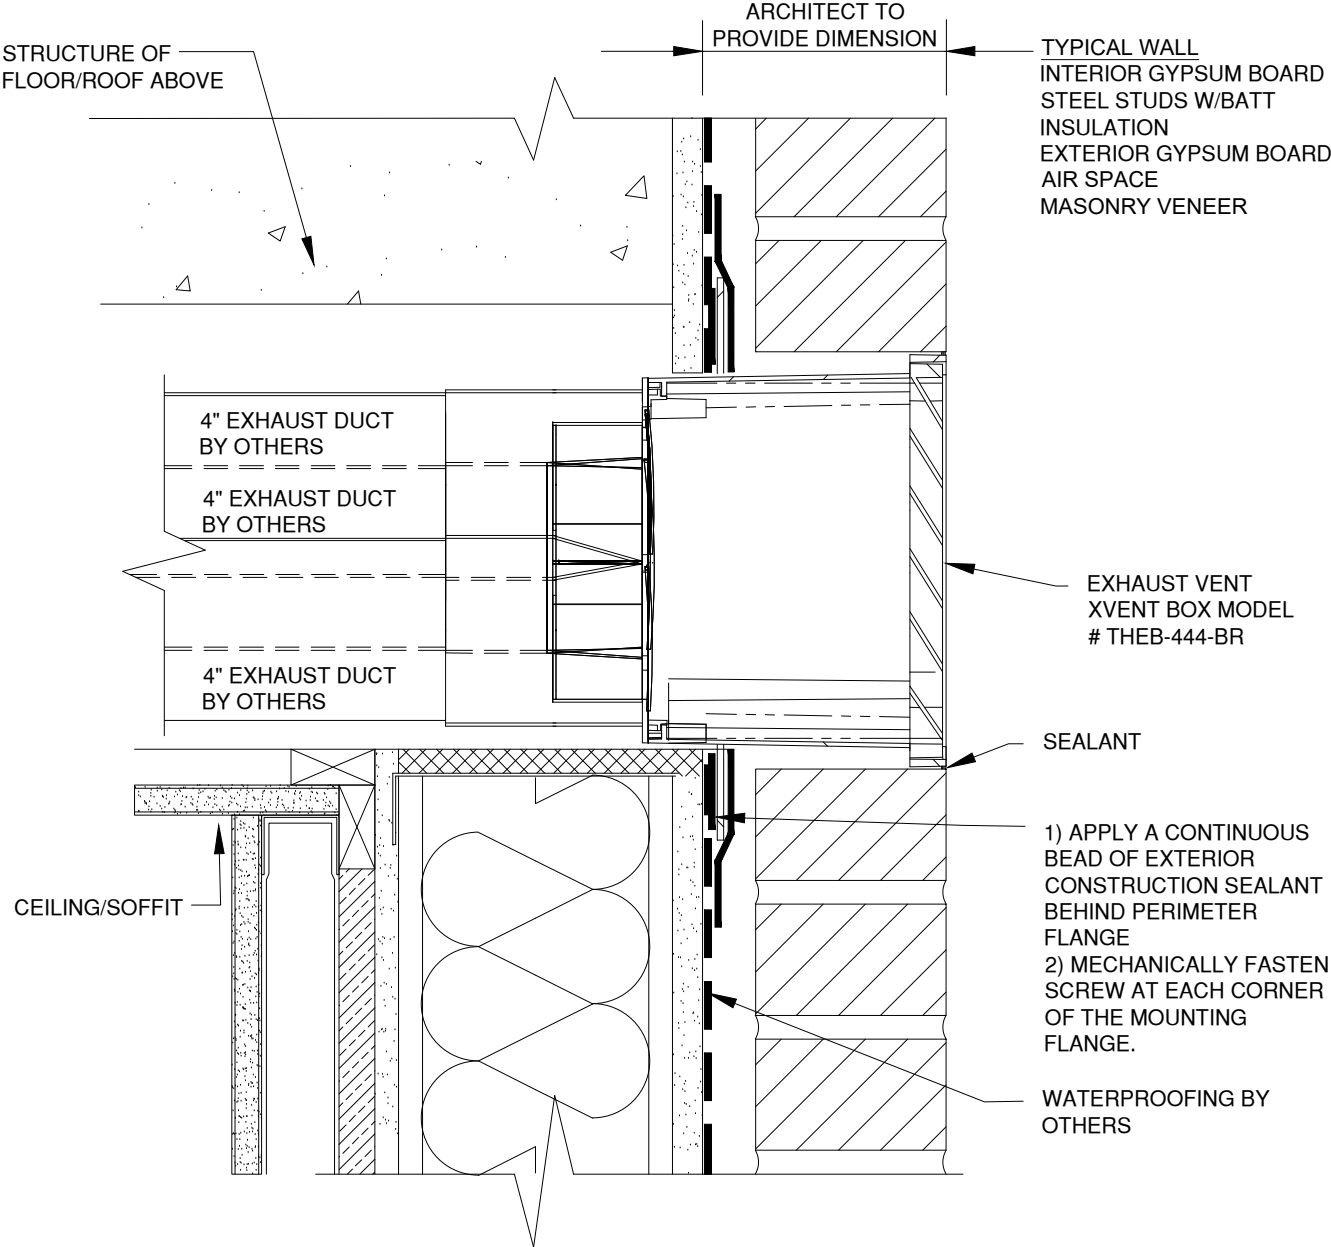 ARCHITECT TO
PROVIDE DIMENSION
STRUCTURE OF
FLOOR/ROOF ABOVE
TYPICAL WALL
INTERIOR GYPSUM BOARD
STEEL STUDS W/BATT
INSULATION
EXTERIOR GYPSUM BOARD
AIR SPACE
MASONRY VENEER
4" EXHAUST DUCT
BY OTHERS
4" EXHAUST DUCT
BY OTHERS
4" EXHAUST DUCT
BY OTHERS
EXHAUST VENT
XVENT BOX MODEL
# THEB-444-BR
SEALANT
CEILING/SOFFIT
1) APPLY A CONTINUOUS
BEAD OF EXTERIOR
CONSTRUCTION SEALANT
BEHIND PERIMETER
FLANGE
2) MECHANICALLY FASTEN
SCREW AT EACH CORNER
OF THE MOUNTING
FLANGE.
WATERPROOFING BY
OTHERS